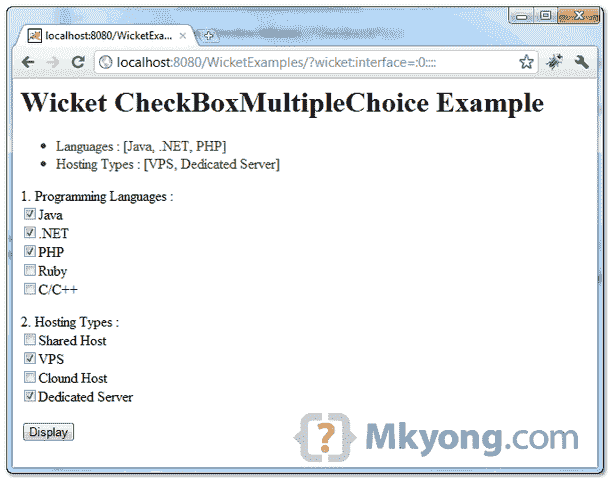 localhost:8080/WicketExa...
localhost:8080/WicketExamples/?wicket:interface=:0::::
Wicket CheckBoxMultipleChoice Example
Languages : [Java, .NET, PHP]
Hosting Types : [VPS, Dedicated Server]
1. Programming Languages :
Java
.NET
PHP
Ruby
C/C++
2. Hosting Types :
Shared Host
VPS
Clound Host
Dedicated Server
Display
{?} Mkyong.com